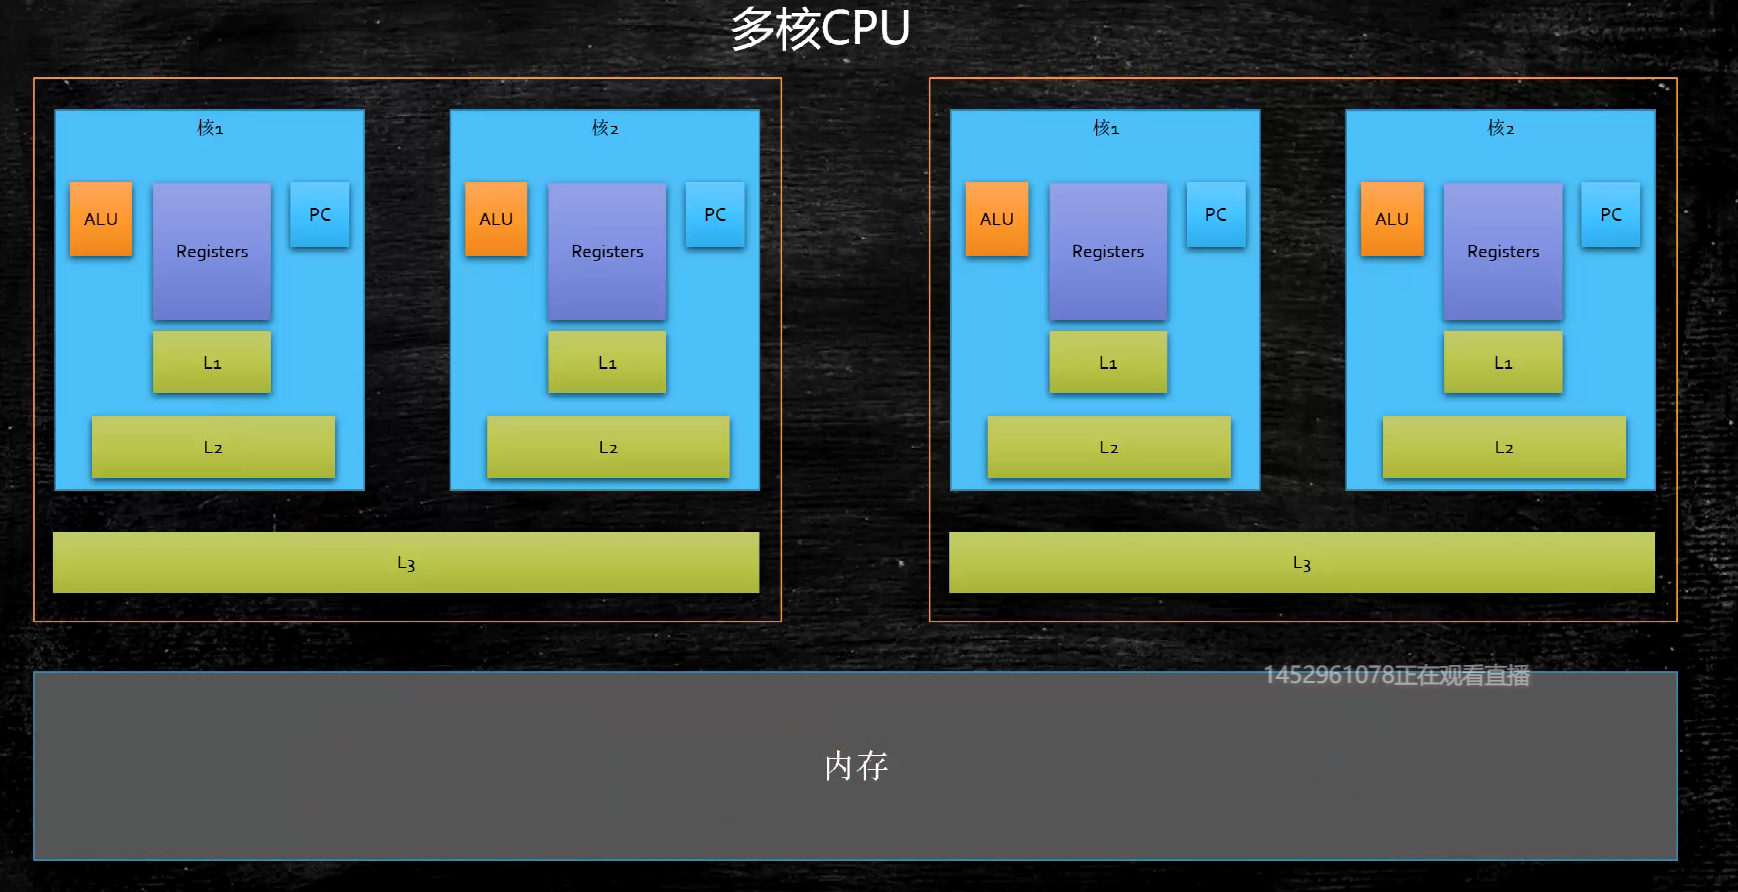 多核CPU
核1
核2
核1
核2
ALU
Registers
PC
ALU
Registers
PC
ALU
Registers
PC
ALU
Registers
PC
L1
L1
L1
L1
L2
L2
L2
L2
L3
L3
1452961078正在观看直播
内存